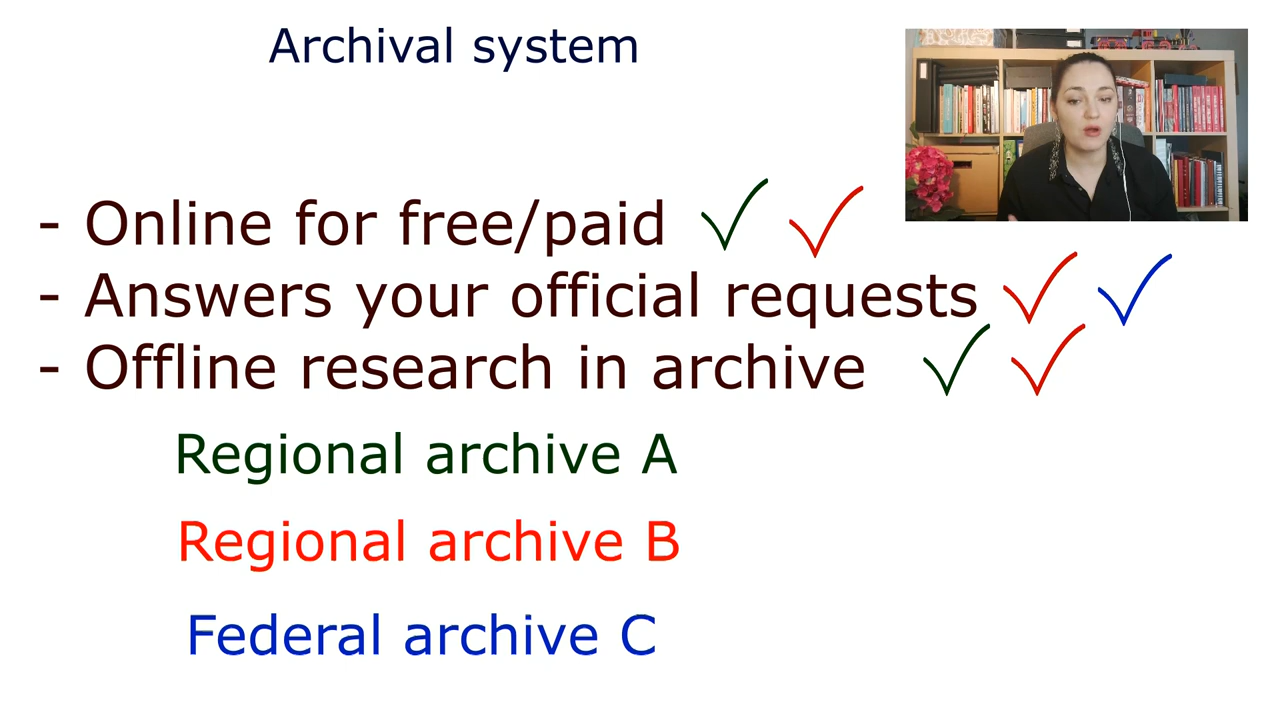 Archival system
- Online for free/paid
- Answers your official requests
- Offline research in archive
Regional archive A
Regional archive B
Federal archive C